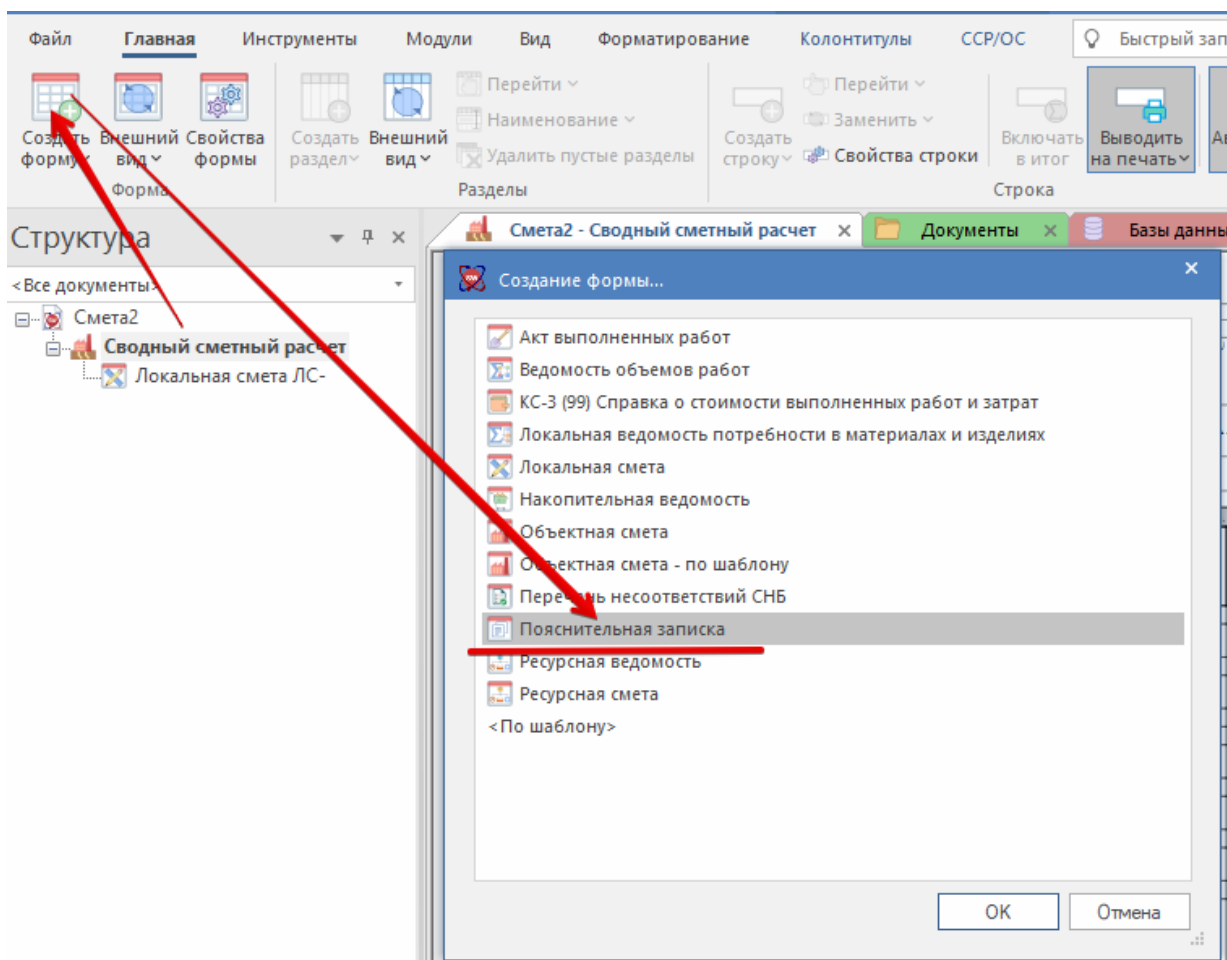 Файл Главная Инструменты Модули Вид Форматирование Колонтитулы ССР/ОС Быстрый зап
Перейти Перейти
Наименование Заменить
Создать Внешний Свойства Создать Внешний Создать Включать Выводить
форму вид формы раздел вид Удалить пустые разделы строку Свойства строки в итог на печать
Форма Разделы Строка
Структура
Смета2 - Сводный сметный расчет Документы Базы данны
<Все документы>
Смета2
Сводный сметный расчет
Локальная смета ЛС-
Создание формы...
Акт выполненных работ
Ведомость объемов работ
КС-3 (99) Справка о стоимости выполненных работ и затрат
Локальная ведомость потребности в материалах и изделиях
Локальная смета
Накопительная ведомость
Объектная смета
Объектная смета - по шаблону
Перечень несоответствий СНБ
Пояснительная записка
Ресурсная ведомость
Ресурсная смета
<По шаблону>
OK Отмена